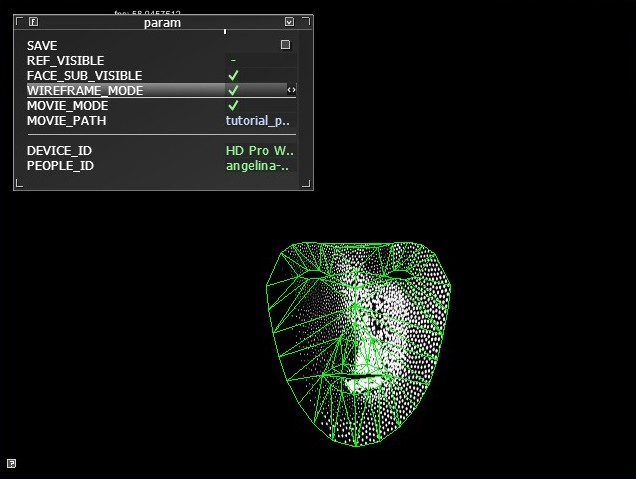 param
SAVE
REF_VISIBLE -
FACE_SUB_VISIBLE
WIREFRAME_MODE
MOVIE_MODE
MOVIE_PATH tutorial_p..
DEVICE_ID HD Pro W..
PEOPLE_ID angelina-..
?